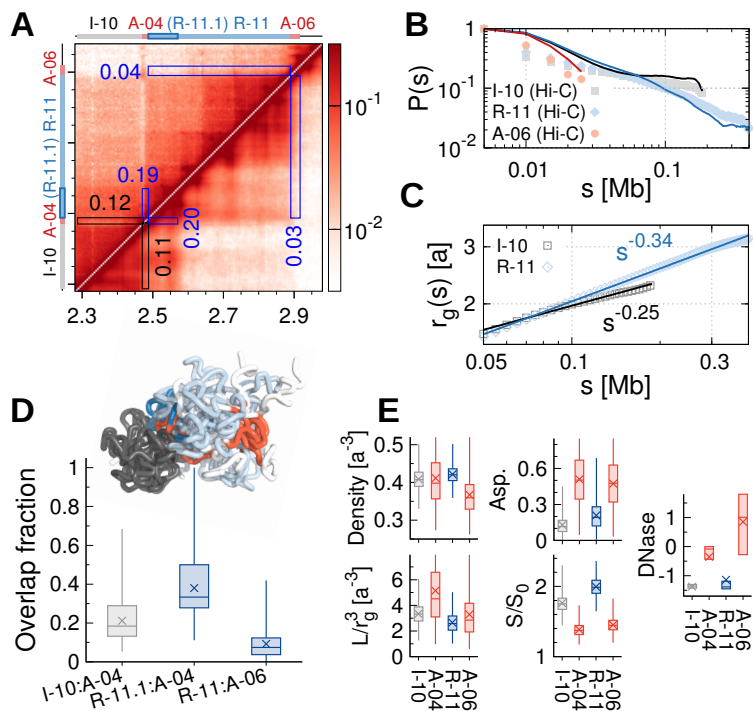 A
I-10 A-04 (R-11.1) R-11 A-06
I-10 A-04 (R-11.1) R-11 A-06
0.04
0.19
0.12
0.20
0.11
0.03
10^-1
10^-2
2.3 2.5 2.7 2.9
B
P(s)
10^0
10^-1
10^-2
I-10 (Hi-C)
R-11 (Hi-C)
A-06 (Hi-C)
0.01 0.1
s [Mb]
C
r_g(s) [a]
3
2
I-10
R-11
s^-0.34
s^-0.25
0.05 0.1 0.3
s [Mb]
D
Overlap fraction
1
0.8
0.6
0.4
0.2
0
I-10:A-04
R-11.1:A-04
R-11:A-06
E
Density [a^-3]
0.5
0.4
0.3
Asp.
0.8
0.4
0
L/r_g^3 [a^-3]
8
6
4
2
0
I-10
A-04
R-11
A-06
S/S_0
2
1
I-10
A-04
R-11
A-06
DNase
1
0
-1
I-10
A-04
R-11
A-06